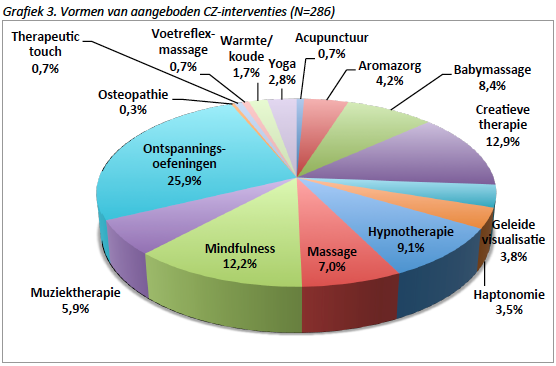 Grafiek 3. Vormen van aangeboden CZ-interventies (N=286)
Therapeutic
touch
0,7%
Voetreflex-
massage
0,7%
Warmte/
koude
1,7%
Yoga
2,8%
Acupunctuur
0,7%
Aromazorg
4,2%
Babymassage
8,4%
Creatieve
therapie
12,9%
Osteopathie
0,3%
Ontspannings-
oefeningen
25,9%
Geleide
visualisatie
3,8%
Hypnotherapie
9,1%
Mindfulness
12,2%
Massage
7,0%
Haptonomie
3,5%
Muziektherapie
5,9%